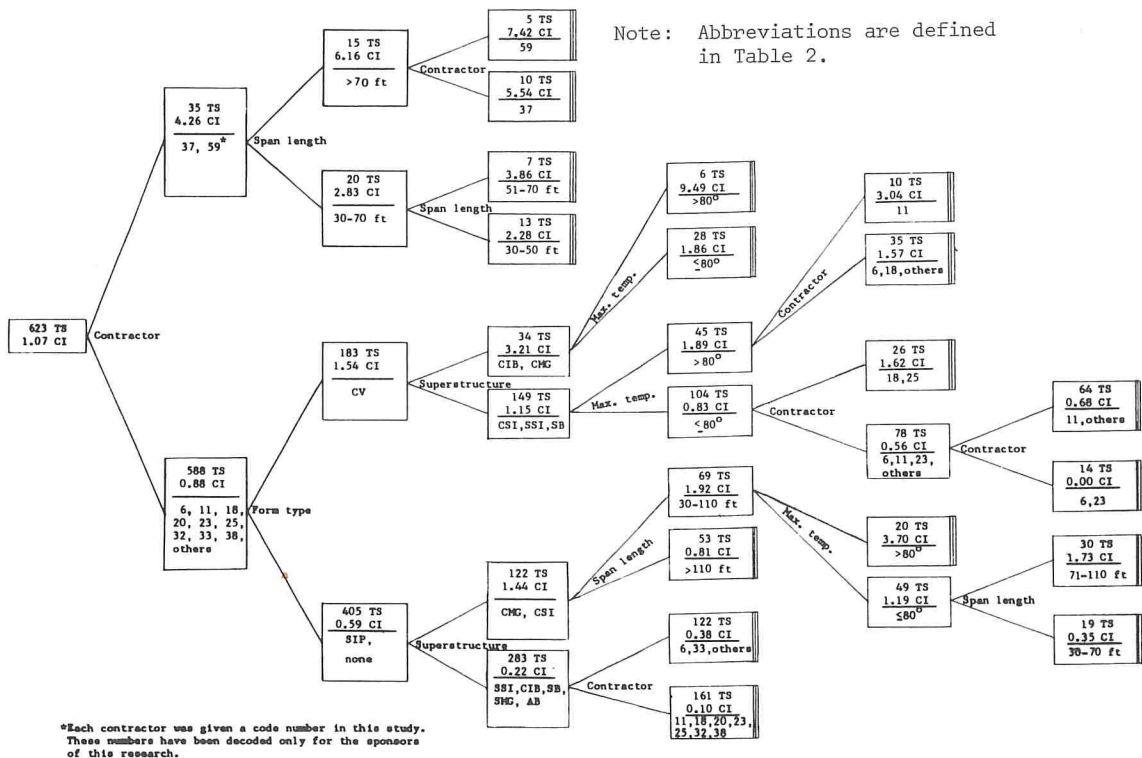 Note: Abbreviations are defined
in Table 2.
623 TS
1.07 CI
Contractor
35 TS
4.26 CI
37, 59*
Span length
15 TS
6.16 CI
>70 ft
Contractor
5 TS
7.42 CI
59
10 TS
5.54 CI
37
20 TS
2.83 CI
30-70 ft
Span length
7 TS
3.86 CI
51-70 ft
13 TS
2.28 CI
30-50 ft
588 TS
0.88 CI
6, 11, 18,
20, 23, 25,
32, 33, 38,
others
Form type
183 TS
1.54 CI
CV
Superstructure
34 TS
3.21 CI
CIB, CMG
Max. temp.
6 TS
9.49 CI
>80°
28 TS
1.86 CI
≤80°
149 TS
1.15 CI
CSI,SSI,SB
Max. temp.
45 TS
1.89 CI
>80°
Contractor
10 TS
3.04 CI
11
35 TS
1.57 CI
6,18,others
104 TS
0.83 CI
≤80°
Contractor
26 TS
1.62 CI
18,25
78 TS
0.56 CI
6,11,23,
others
Contractor
64 TS
0.68 CI
11,others
14 TS
0.00 CI
6,23
405 TS
0.59 CI
SIP,
none
Superstructure
122 TS
1.44 CI
CMG, CSI
Span length
69 TS
1.92 CI
30-110 ft
Max. temp.
20 TS
3.70 CI
>80°
49 TS
1.19 CI
≤80°
Span length
30 TS
1.73 CI
71-110 ft
19 TS
0.35 CI
30-70 ft
53 TS
0.81 CI
>110 ft
283 TS
0.22 CI
SSI,CIB,SB,
SMG, AB
Contractor
122 TS
0.38 CI
6,33,others
161 TS
0.10 CI
11,18,20,23,
25,32,38
*Each contractor was given a code number in this study.
These numbers have been decoded only for the sponsors
of this research.